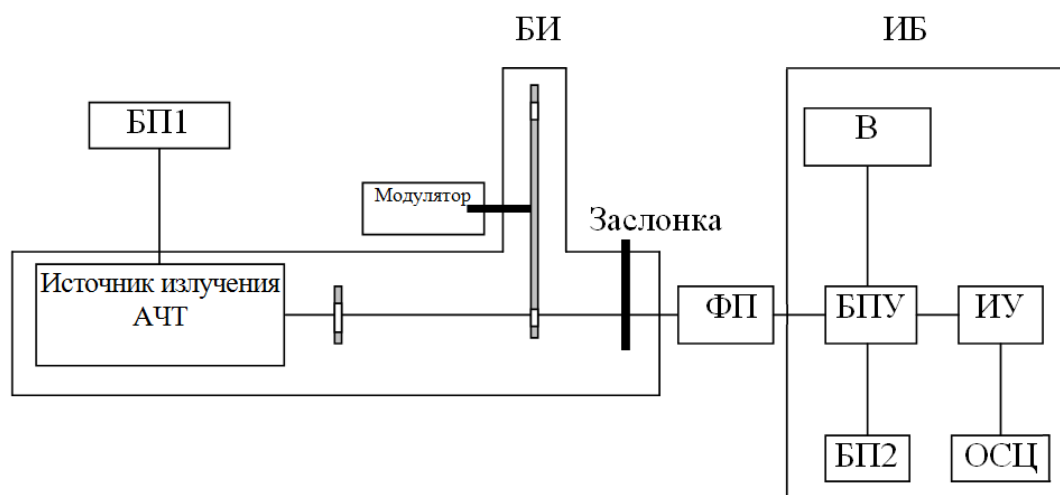 БИ
ИБ
БП1
В
Модулятор
Заслонка
Источник излучения
АЧТ
ФП
БПУ
ИУ
БП2
ОСЦ